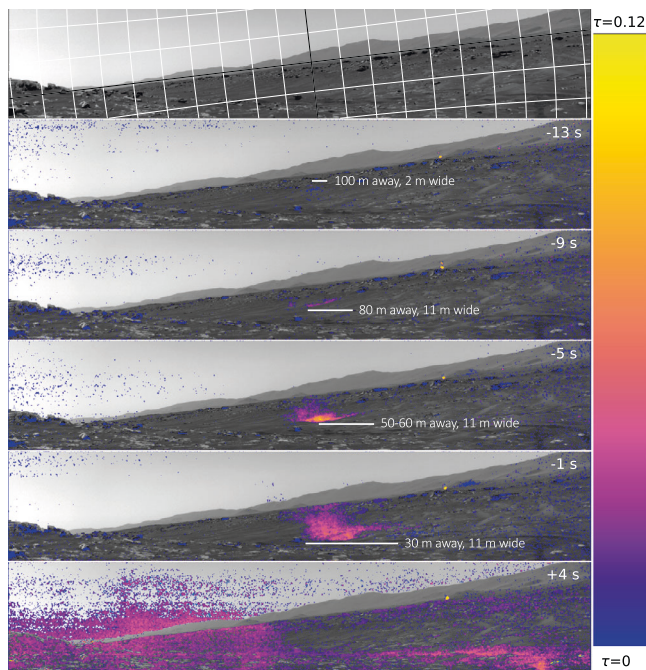 τ=0.12
-13 s
100 m away, 2 m wide
-9 s
80 m away, 11 m wide
-5 s
50-60 m away, 11 m wide
-1 s
30 m away, 11 m wide
+4 s
τ=0